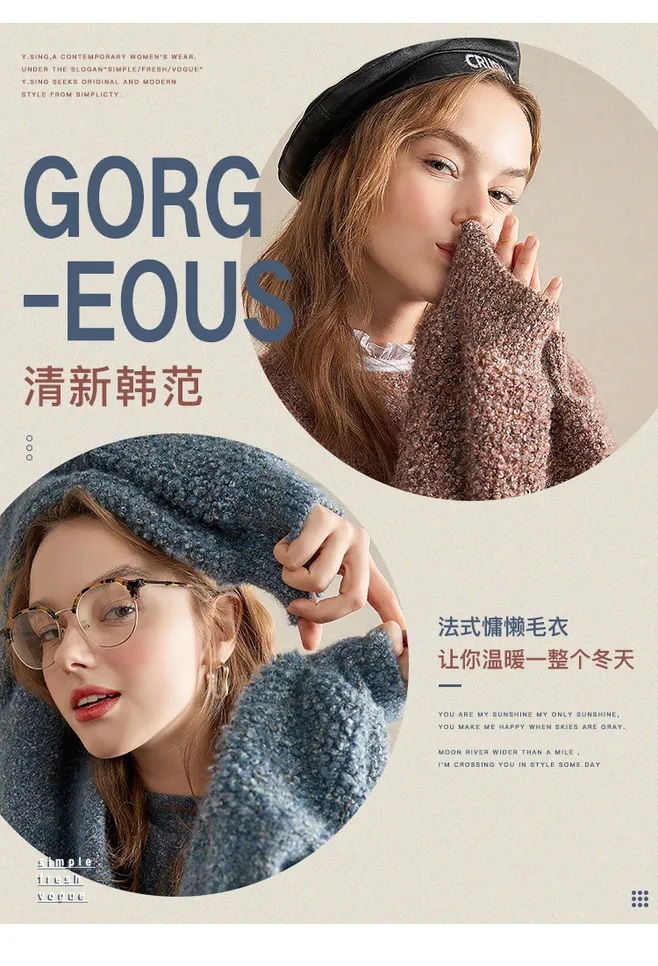 Y.SING,A CONTEMPORARY WOMEN'S WEAR.
UNDER THE SLOGAN"SIMPLE/FRESH/VOGUE"
Y.SING SEEKS ORIGINAL AND MODERN
STYLE FROM SIMPLICTY.
GORG
-EOUS
清新韩范
法式慵懒毛衣
让你温暖一整个冬天
YOU ARE MY SUNSHINE MY ONLY SUNSHINE,
YOU MAKE ME HAPPY WHEN SKIES ARE GRAY.
MOON RIVER WIDER THAN A MILE ,
I'M CROSSING YOU IN STYLE SOME DAY
simple
fresh
vogue